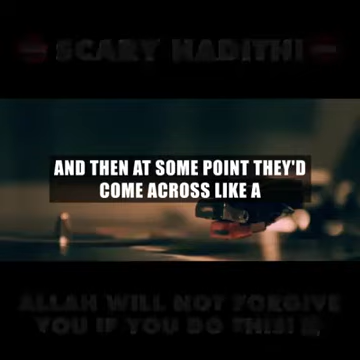 SCARY HADITH!
AND THEN AT SOME POINT THEY'D
COME ACROSS LIKE A
ALLAH WILL NOT FORGIVE
YOU IF YOU DO THIS!